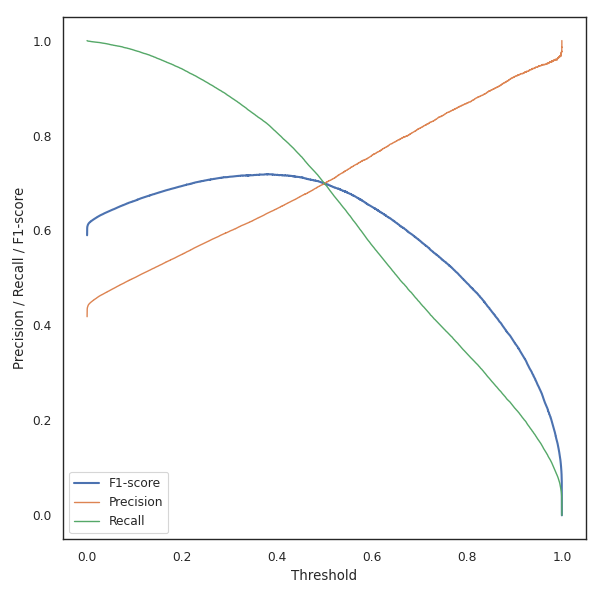 1.0
0.8
0.6
0.4
0.2
0.0
Precision / Recall / F1-score
F1-score
Precision
Recall
0.0 0.2 0.4 0.6 0.8 1.0
Threshold